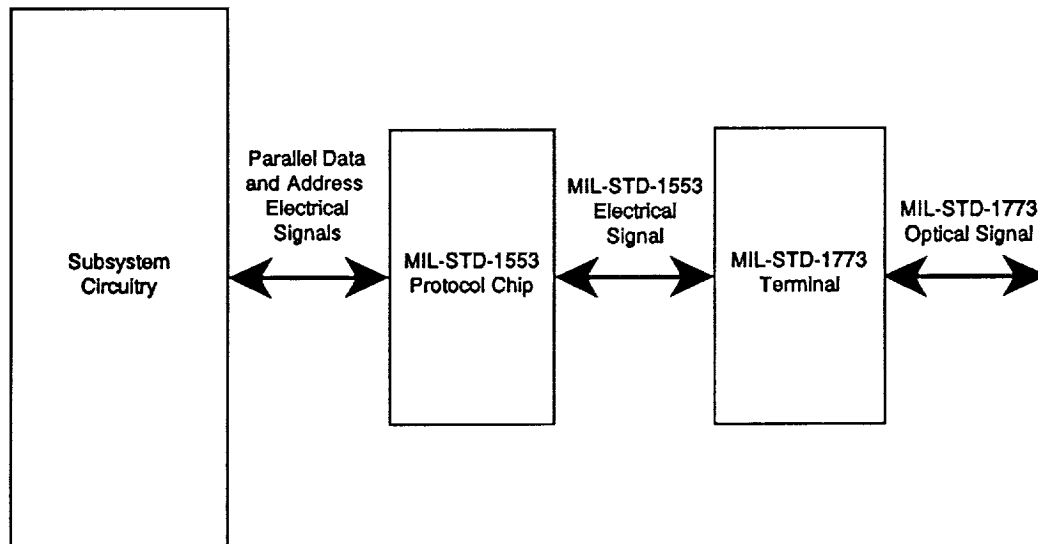 Subsystem
Circuitry
Parallel Data
and Address
Electrical
Signals
MIL-STD-1553
Protocol Chip
MIL-STD-1553
Electrical
Signal
MIL-STD-1773
Terminal
MIL-STD-1773
Optical Signal